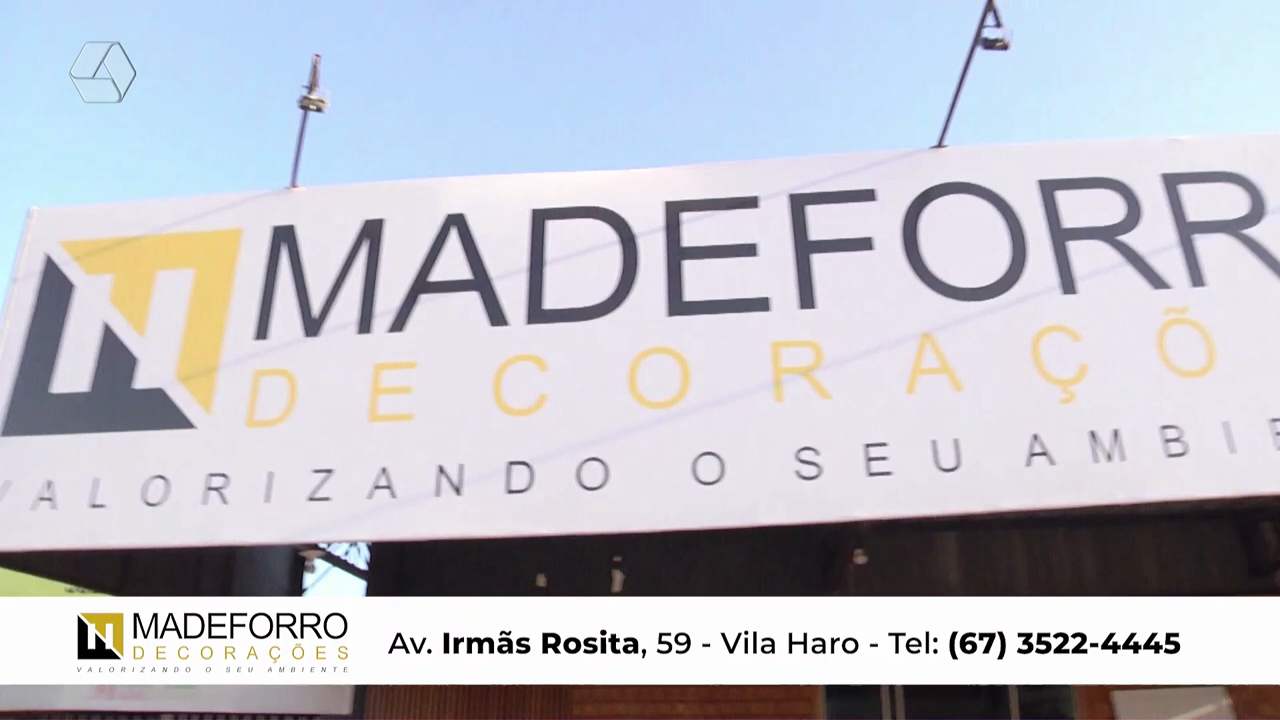 MADEFORR
DECORAÇÕ
VALORIZANDO O SEU AMBIE
MADEFORRO
DECORAÇÕES
VALORIZANDO O SEU AMBIENTE
Av. Irmãs Rosita, 59 - Vila Haro - Tel: (67) 3522-4445